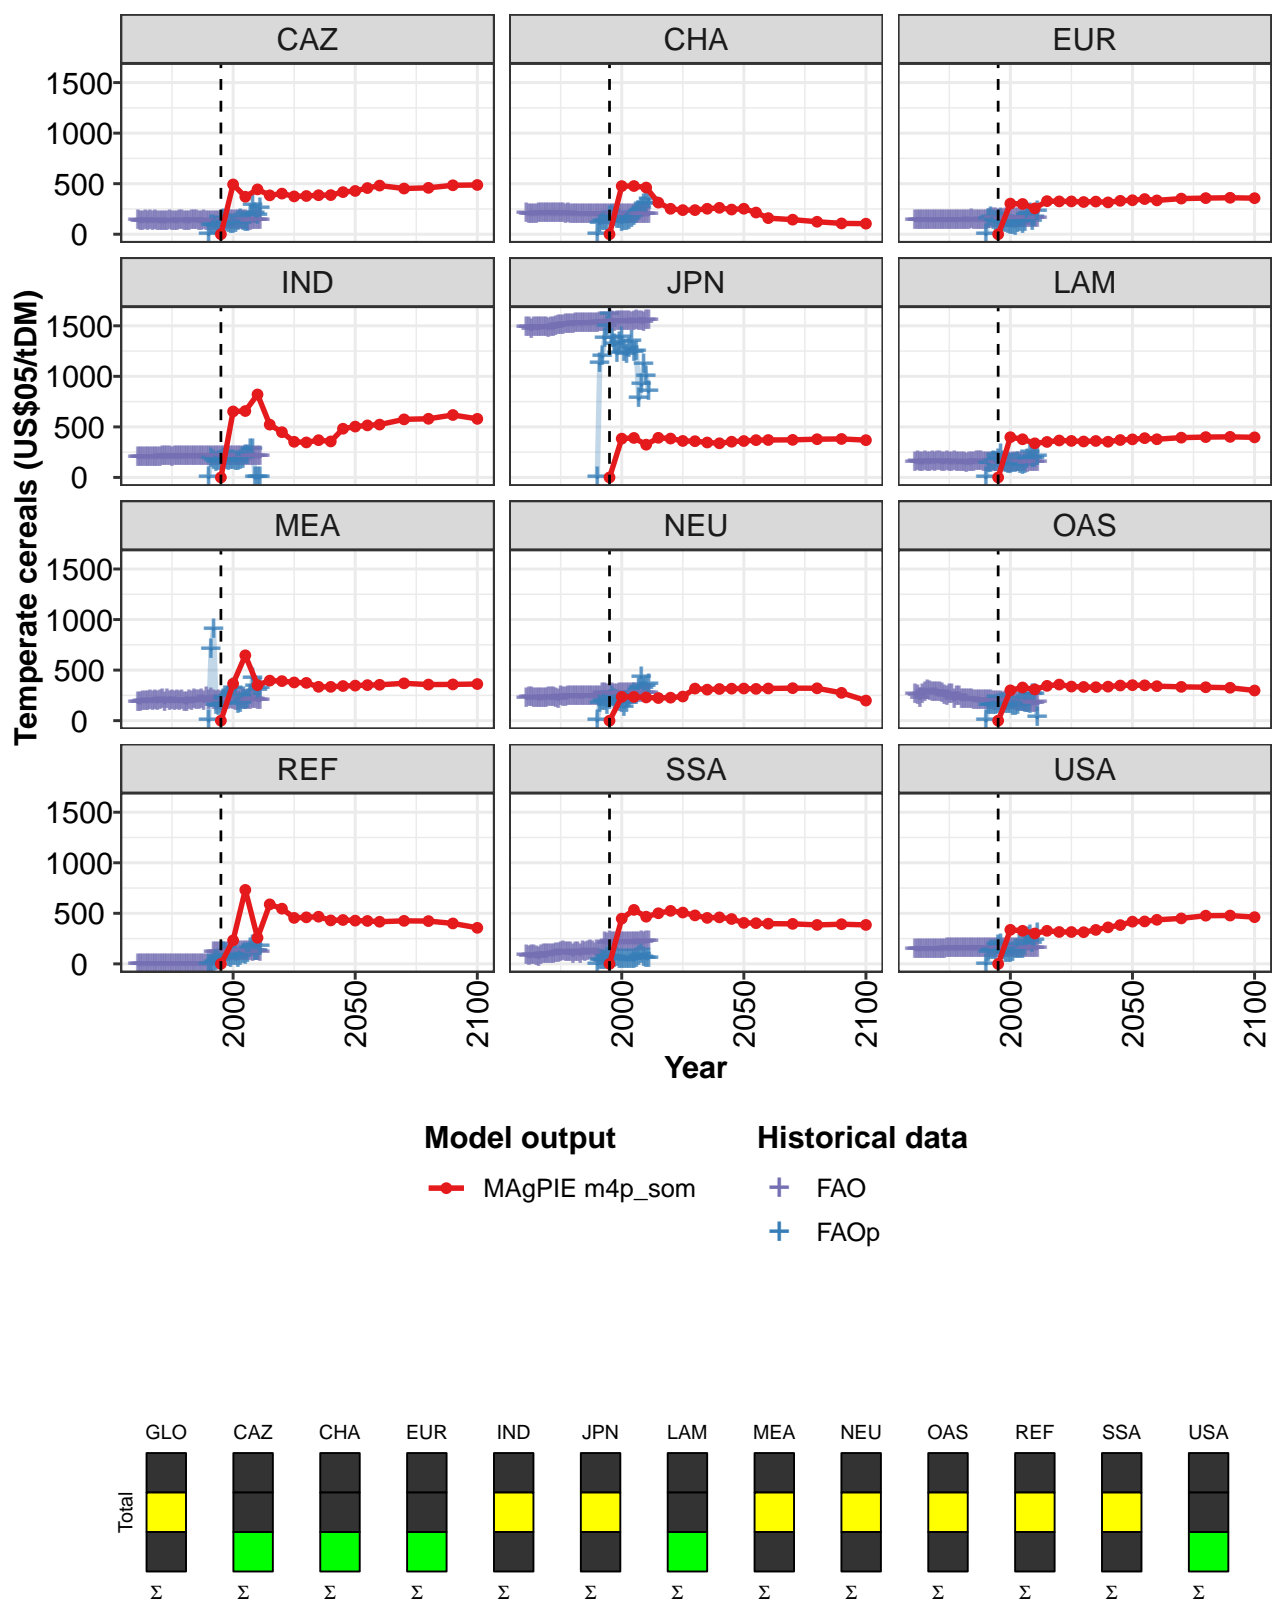 CAZ CHA EUR
1500
1000
500
0
IND JPN LAM
1500
1000
500
0
MEA NEU OAS
1500
1000
500
0
REF SSA USA
1500
1000
500
0
Temperate cereals (US$05/tDM)
2000 2050 2100 2000 2050 2100 2000 2050 2100
Year
Model output Historical data
MAgPIE m4p_som FAO
FAOp
GLO CAZ CHA EUR IND JPN LAM MEA NEU OAS REF SSA USA
Total
Σ Σ Σ Σ Σ Σ Σ Σ Σ Σ Σ Σ Σ